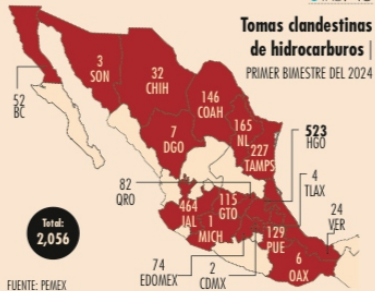 Tomas clandestinas
de hidrocarburos |
PRIMER BIMESTRE DEL 2024
3
SON
32
CHIH
146
COAH
52
BC
7
DGO
165
NL
227
TAMPS
523
HGO
4
TLAX
82
QRO
464
JAL
115
GTO
1
MICH
24
VER
129
PUE
6
OAX
Total:
2,056
74
EDOMEX
2
CDMX
FUENTE: PEMEX